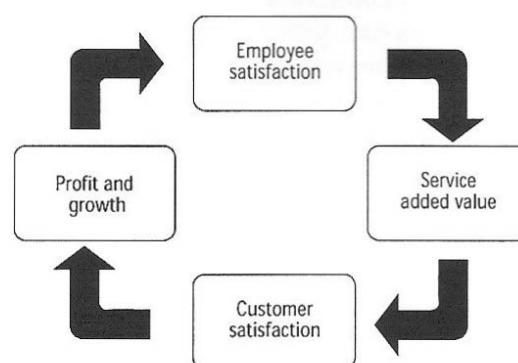 Employee
satisfaction
Service
added value
Customer
satisfaction
Profit and
growth